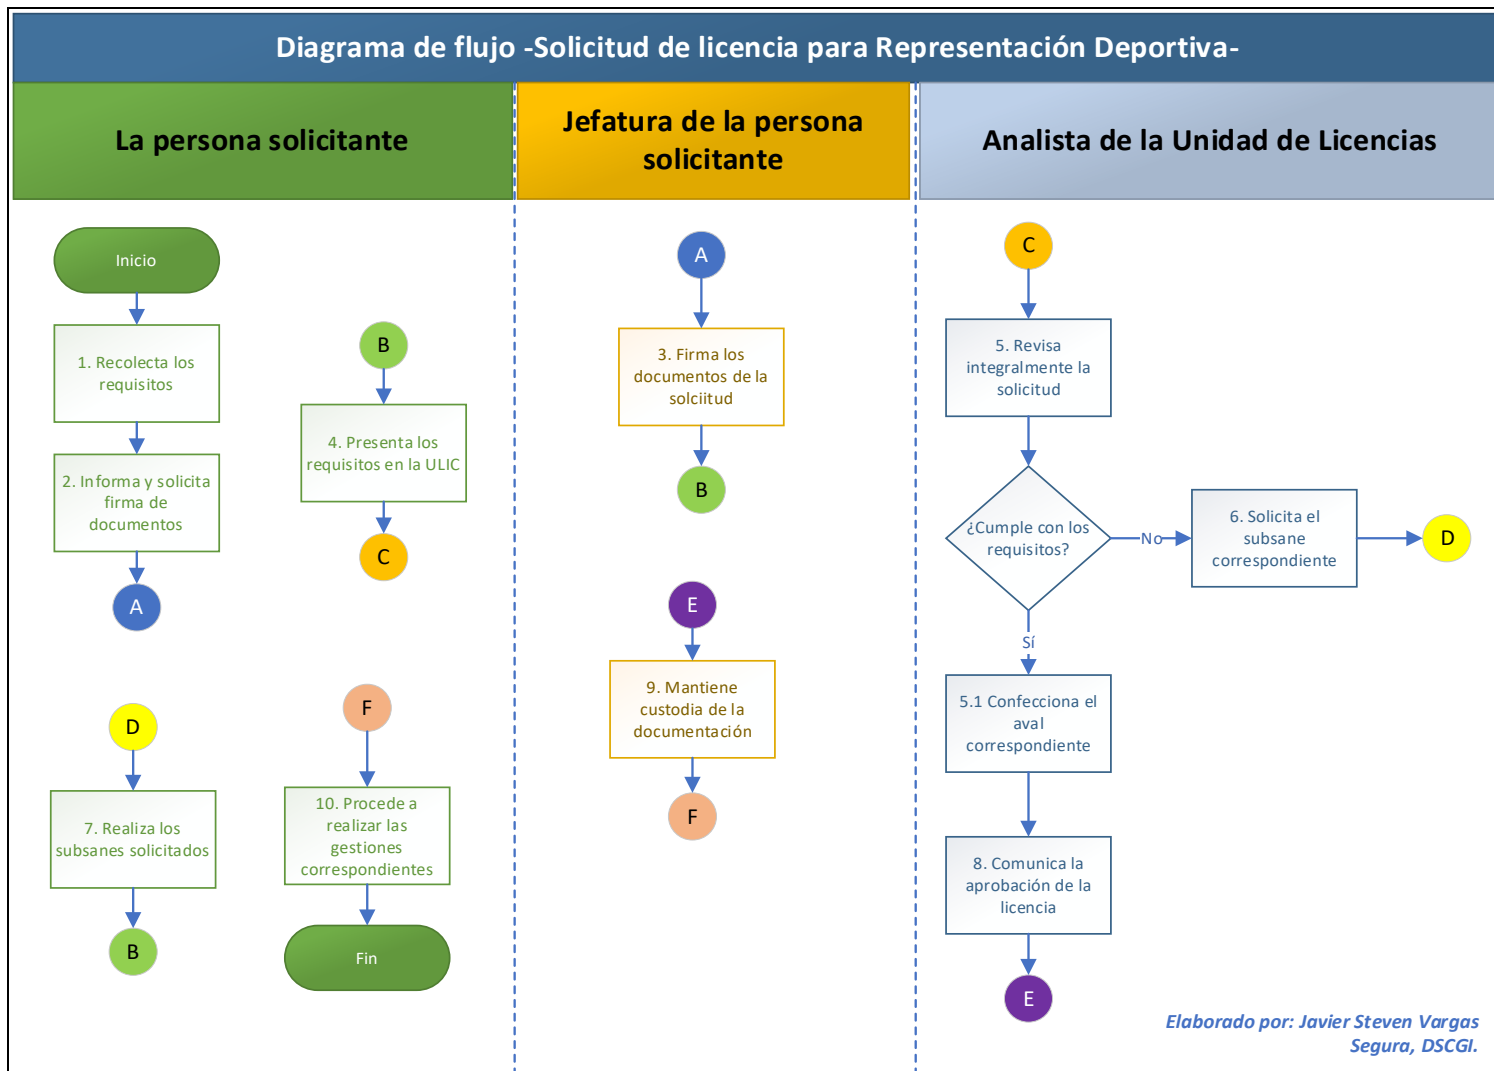 Diagrama de flujo -Solicitud de licencia para Representación Deportiva-
La persona solicitante
Jefatura de la persona
solicitante
Analista de la Unidad de Licencias
Inicio
1. Recolecta los
requisitos
2. Informa y solicita
firma de
documentos
A
B
4. Presenta los
requisitos en la ULIC
C
D
7. Realiza los
subsanes solicitados
B
F
10. Procede a
realizar las
gestiones
correspondientes
Fin
A
3. Firma los
documentos de la
solciitud
B
E
9. Mantiene
custodia de la
documentación
F
C
5. Revisa
integralmente la
solicitud
¿Cumple con los
requisitos?
No
6. Solicita el
subsane
correspondiente
D
Sí
5.1 Confecciona el
aval
correspondiente
8. Comunica la
aprobación de la
licencia
E
Elaborado por: Javier Steven Vargas
Segura, DSCGI.